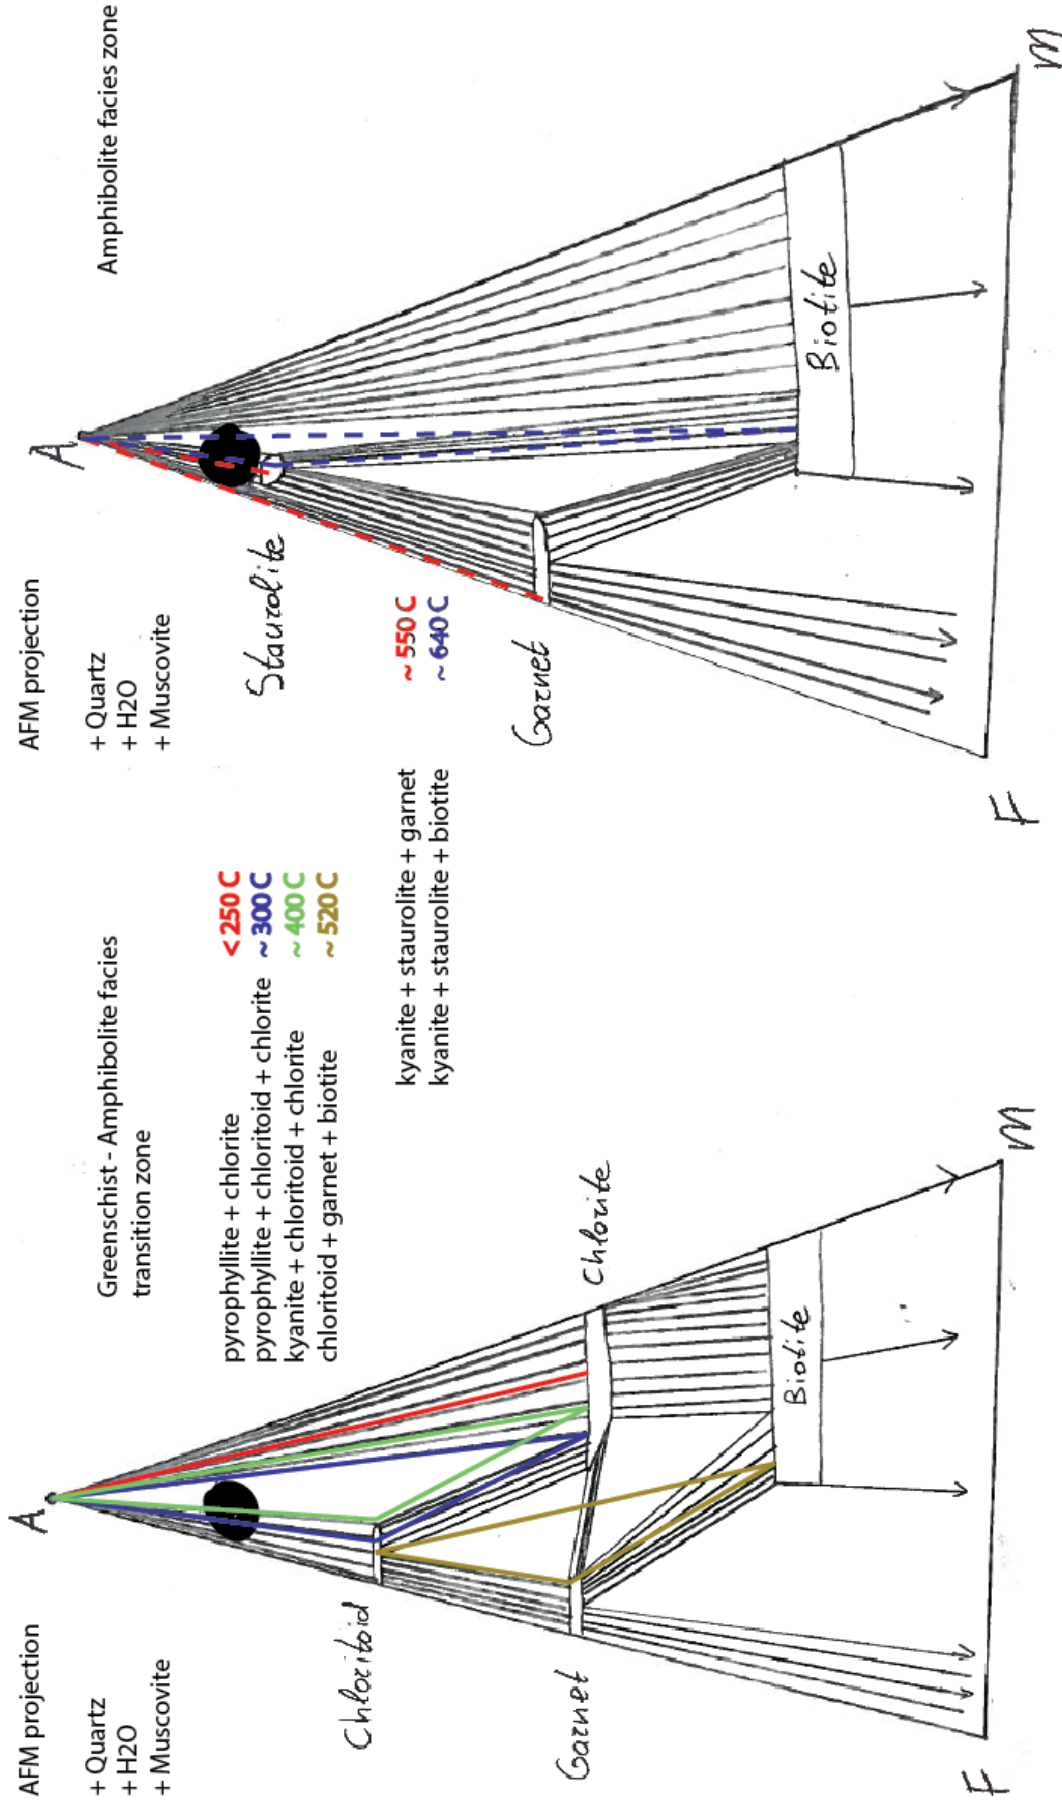 AFM projection
+ Quartz
+ H2O
+ Muscovite
Greenschist - Amphibolite facies
transition zone
A
Chloritoid
Garnet
Chlorite
Biotite
F
M
pyrophyllite + chlorite <250 C
pyrophyllite + chloritoid + chlorite ~ 300 C
kyanite + chloritoid + chlorite ~ 400 C
chloritoid + garnet + biotite ~ 520 C
kyanite + staurolite + garnet ~ 550 C
kyanite + staurolite + biotite ~ 640 C
AFM projection
+ Quartz
+ H2O
+ Muscovite
Amphibolite facies zone
A
Staurolite
Garnet
Biotite
F
M